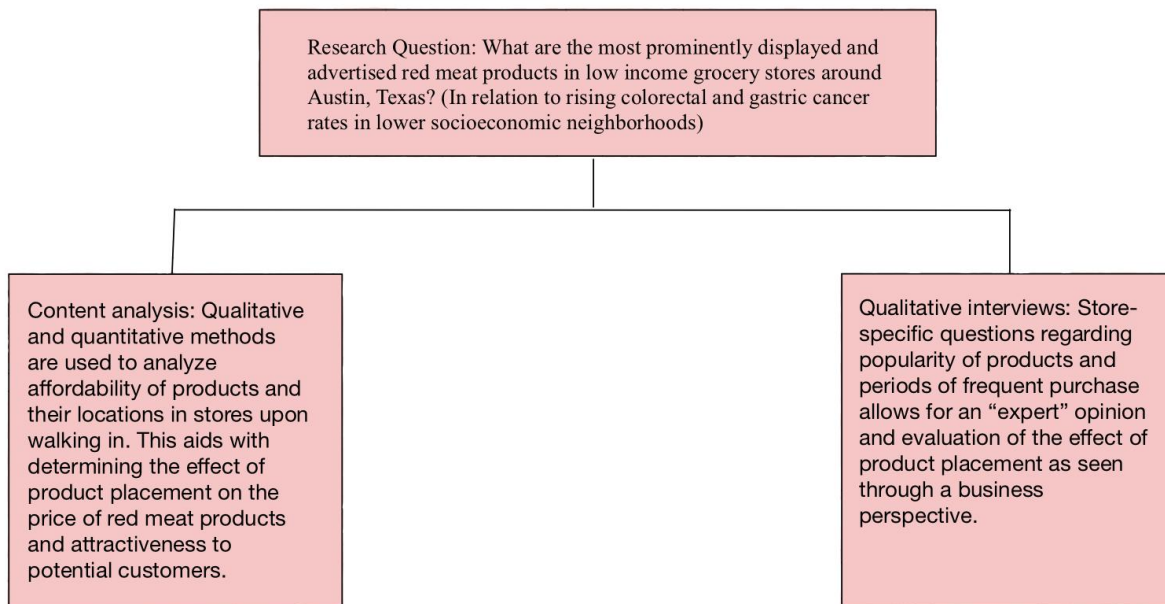 Research Question: What are the most prominently displayed and
advertised red meat products in low income grocery stores around
Austin, Texas? (In relation to rising colorectal and gastric cancer
rates in lower socioeconomic neighborhoods)
Content analysis: Qualitative
and quantitative methods
are used to analyze
affordability of products and
their locations in stores upon
walking in. This aids with
determining the effect of
product placement on the
price of red meat products
and attractiveness to
potential customers.
Qualitative interviews: Store-
specific questions regarding
popularity of products and
periods of frequent purchase
allows for an “expert” opinion
and evaluation of the effect of
product placement as seen
through a business
perspective.